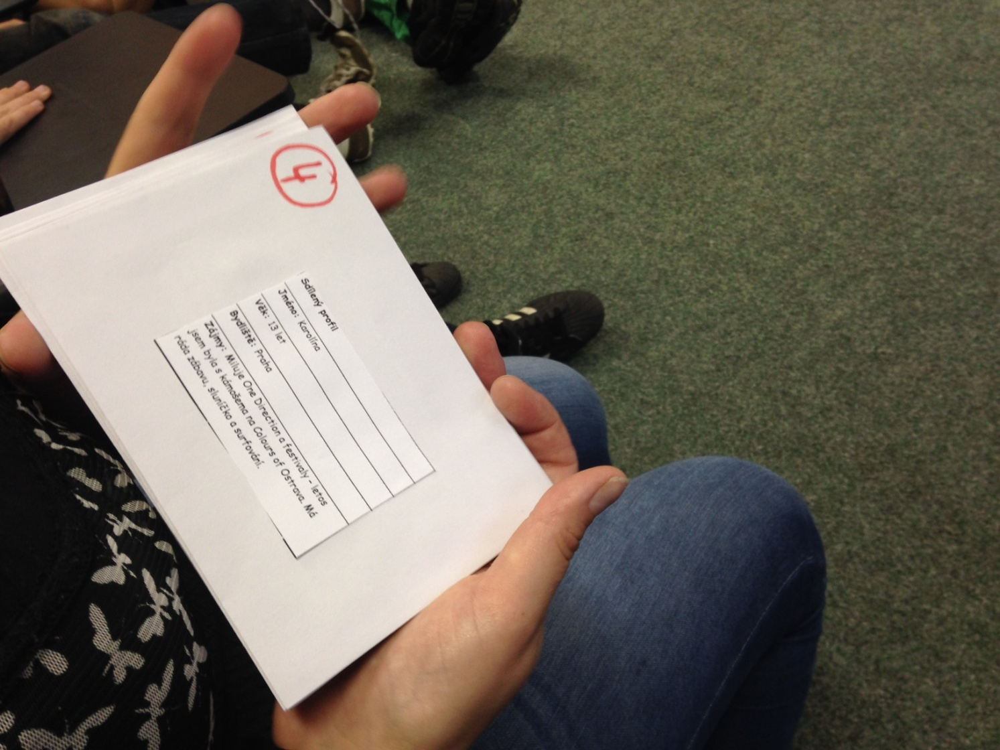 4
Sdílený profil
Jméno: Karolína
Věk: 13 let
Bydliště: Praha
Zájmy: Miluje One Direction a festivaly - letos
jsem byla s kámošema na Colours of Ostrava. Má
ráda zábavu, sluníčko a surfování.